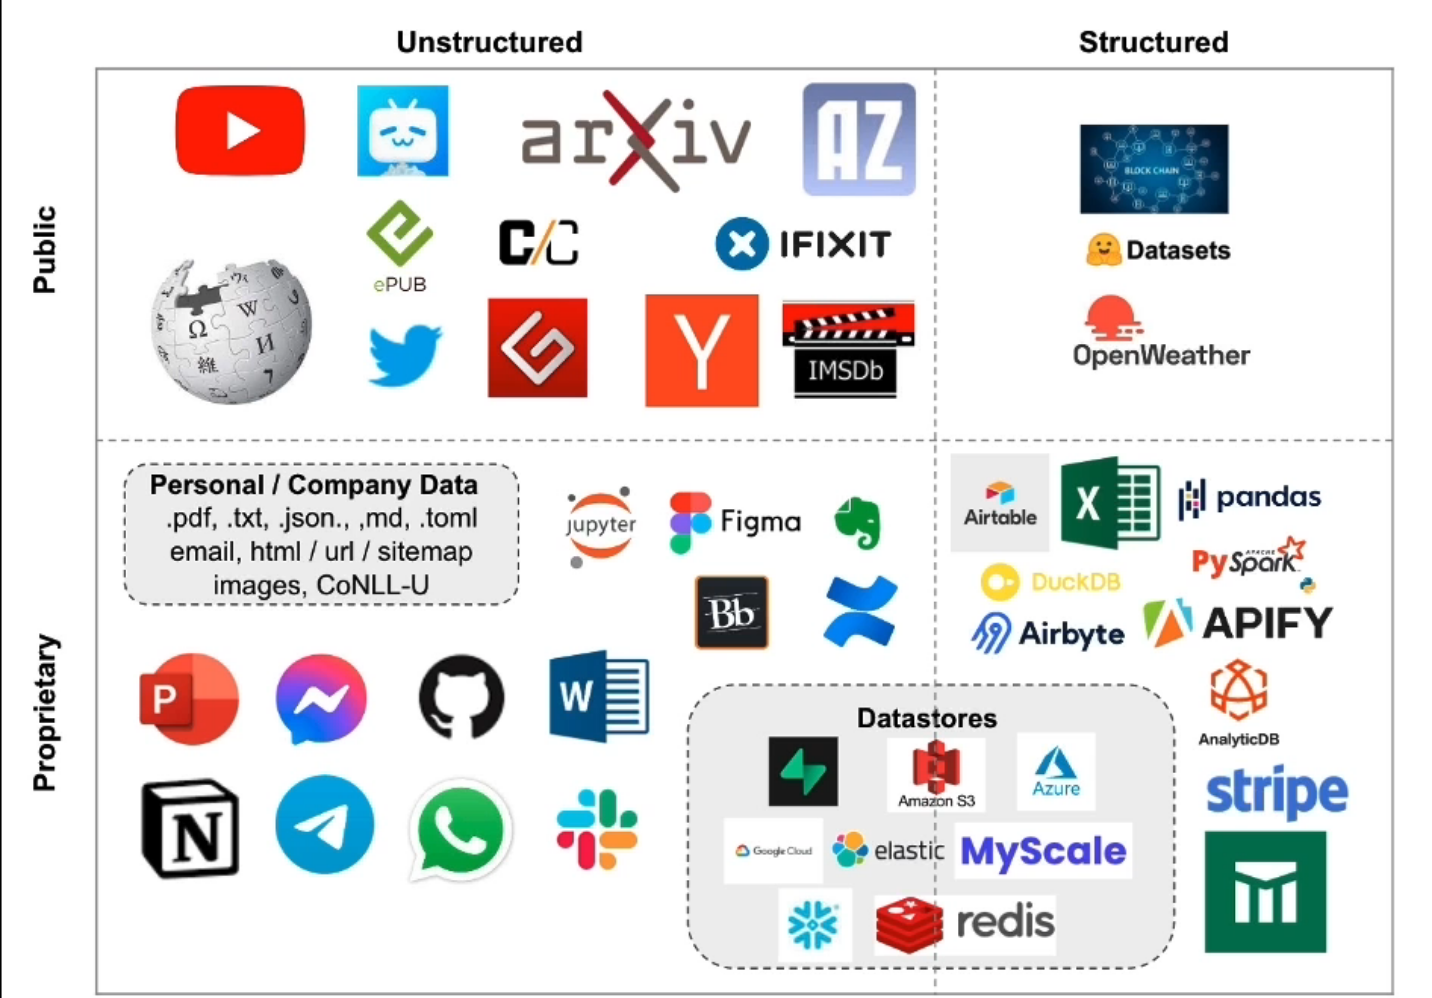 Unstructured
Structured
Public
arXiv
AZ
BLOCK CHAIN
ePUB
C/C
IFIXIT
Datasets
Ω W И 維
Y
IMSDb
OpenWeather
Personal / Company Data
.pdf, .txt, .json., ,md, .toml
email, html / url / sitemap
images, CoNLL-U
jupyter
Figma
Airtable
X
pandas
APACHE
PySpark
DuckDB
Bb
Airbyte
APIFY
Proprietary
P
W
Datastores
AnalyticDB
Amazon S3
Azure
stripe
N
Google Cloud
elastic
MyScale
redis